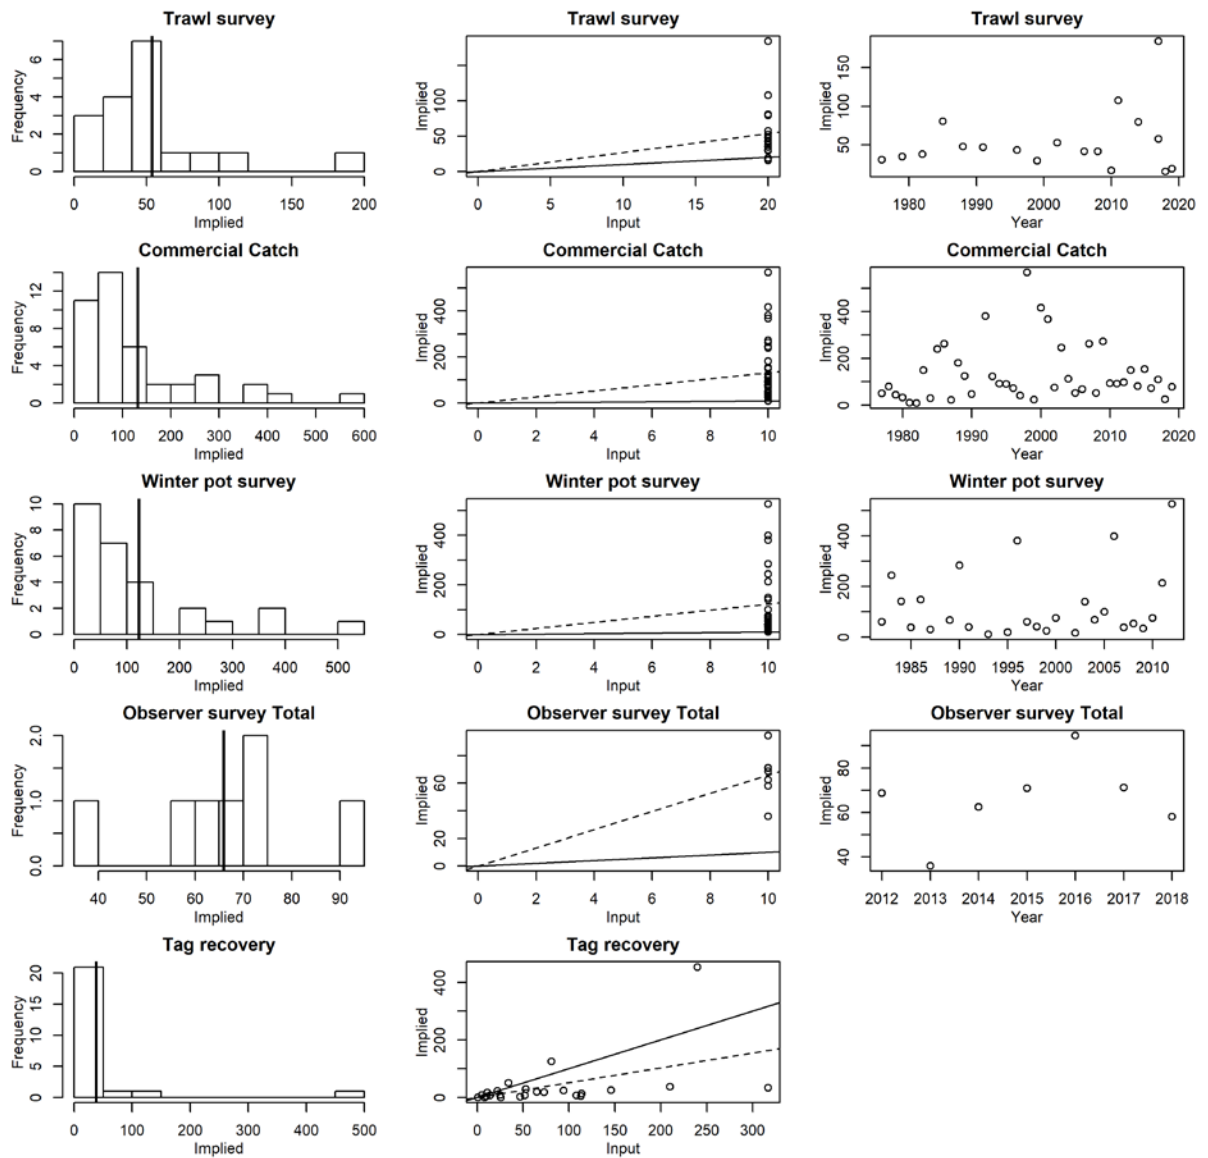 Trawl survey
Trawl survey
Trawl survey
Frequency
0 2 4 6
0 50 100 150 200
Implied
Implied
0 50 100
0 5 10 15 20
Input
Implied
50 100 150
1980 1990 2000 2010 2020
Year
Commercial Catch
Commercial Catch
Commercial Catch
Frequency
0 4 8 12
0 100 200 300 400 500 600
Implied
Implied
0 200 400
0 2 4 6 8 10
Input
Implied
0 200 400
1980 1990 2000 2010 2020
Year
Winter pot survey
Winter pot survey
Winter pot survey
Frequency
0 2 4 6 8 10
0 100 200 300 400 500
Implied
Implied
0 200 400
0 2 4 6 8 10
Input
Implied
0 200 400
1985 1990 1995 2000 2005 2010
Year
Observer survey Total
Observer survey Total
Observer survey Total
Frequency
0.0 1.0 2.0
40 50 60 70 80 90
Implied
Implied
0 20 60
0 2 4 6 8 10
Input
Implied
40 60 80
2012 2013 2014 2015 2016 2017 2018
Year
Tag recovery
Tag recovery
Frequency
0 5 10 15 20
0 100 200 300 400 500
Implied
Implied
0 200 400
0 50 100 150 200 250 300
Input